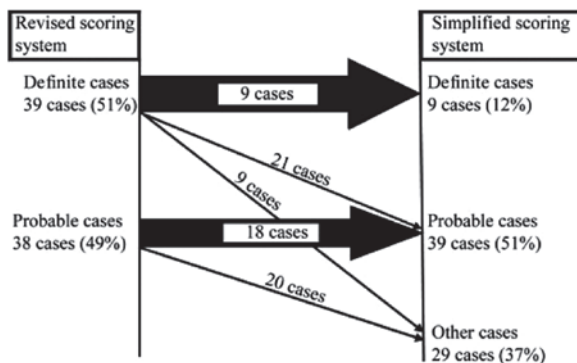 Revised scoring
system
Simplified scoring
system
Definite cases
39 cases (51%)
9 cases
Definite cases
9 cases (12%)
21 cases
9 cases
Probable cases
38 cases (49%)
18 cases
Probable cases
39 cases (51%)
20 cases
Other cases
29 cases (37%)